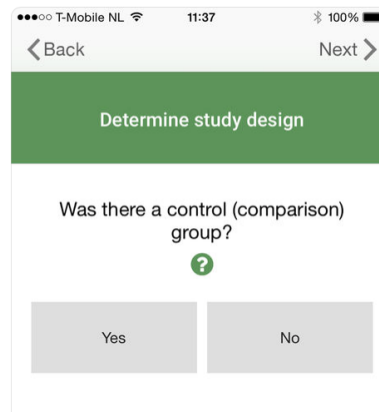 T-Mobile NL 11:37 100%
Back Next
Determine study design
Was there a control (comparison)
group?
?
Yes No